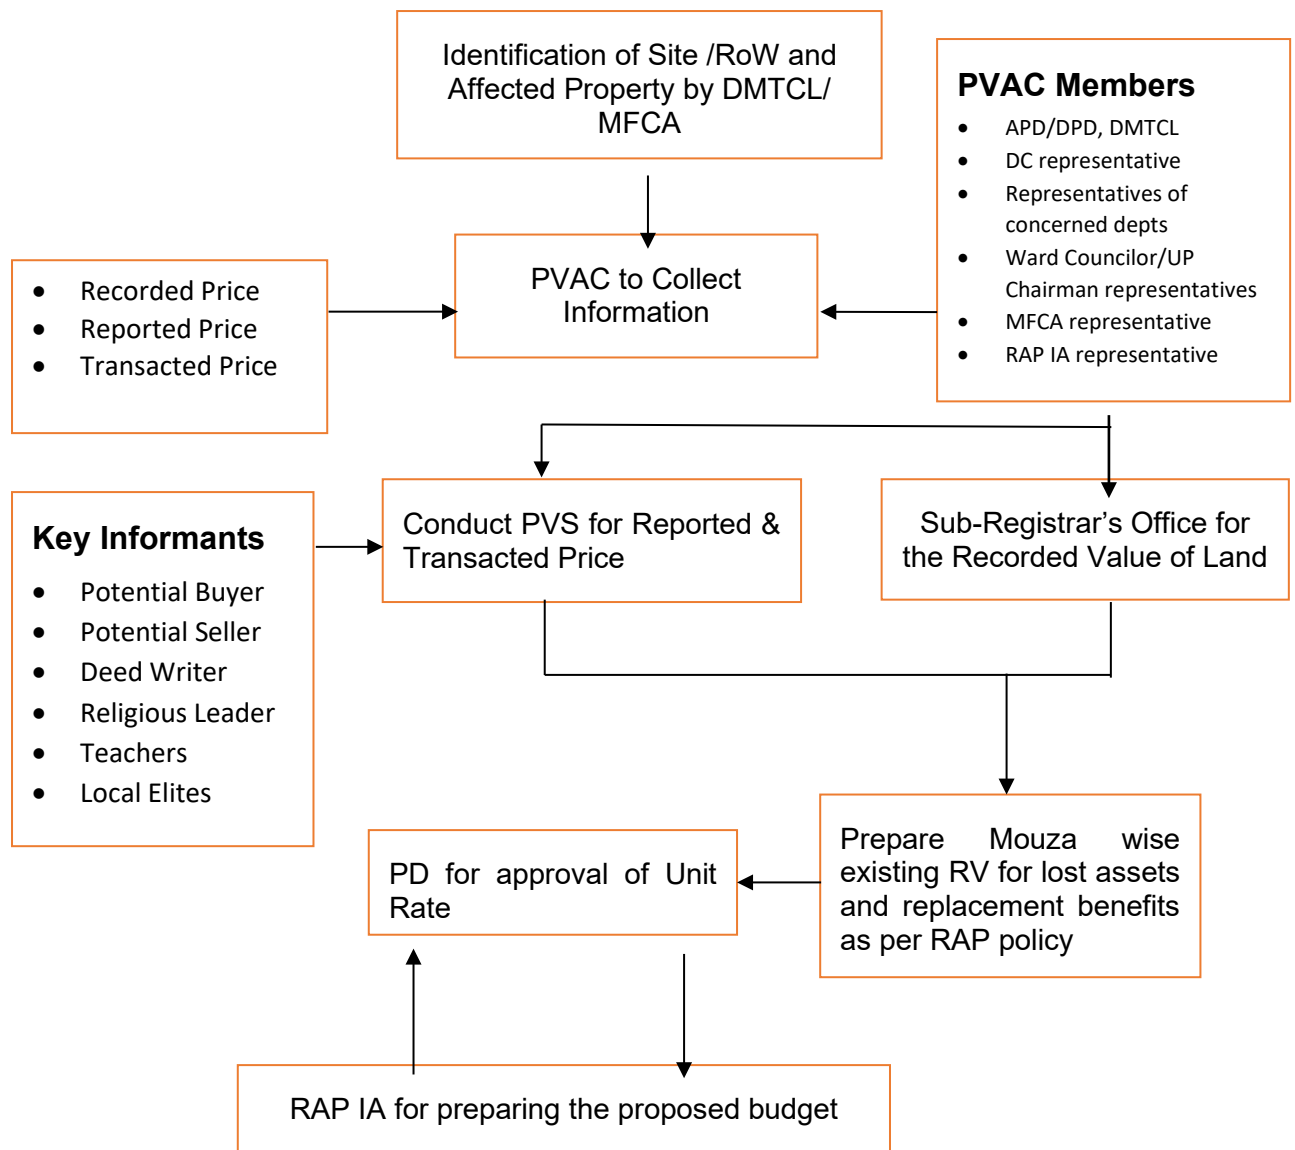 Identification of Site /RoW and
Affected Property by DMTCL/
MFCA
PVAC Members
• APD/DPD, DMTCL
• DC representative
• Representatives of
concerned depts
• Ward Councilor/UP
Chairman representatives
• MFCA representative
• RAP IA representative
• Recorded Price
• Reported Price
• Transacted Price
PVAC to Collect
Information
Key Informants
• Potential Buyer
• Potential Seller
• Deed Writer
• Religious Leader
• Teachers
• Local Elites
Conduct PVS for Reported &
Transacted Price
Sub-Registrar’s Office for
the Recorded Value of Land
Prepare Mouza wise
existing RV for lost assets
and replacement benefits
as per RAP policy
PD for approval of Unit
Rate
RAP IA for preparing the proposed budget